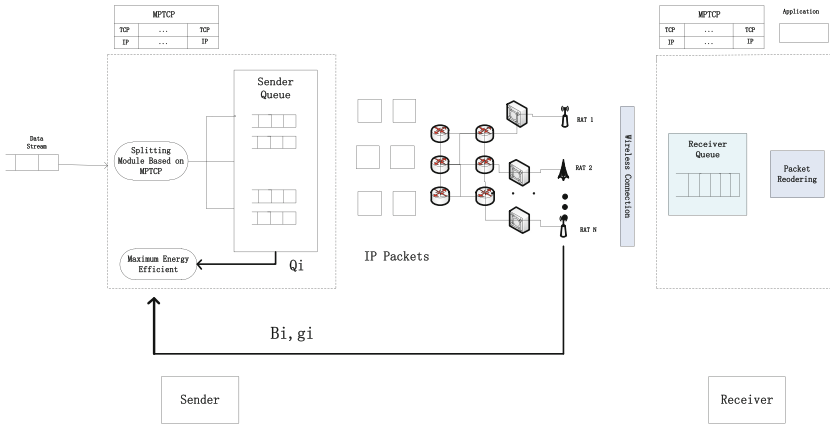 MPTCP
TCP ... TCP
IP ... IP
MPTCP
TCP ... TCP
IP ... IP
Application
Data
Stream
Splitting
Module Based on
MPTCP
Sender
Queue
Maximum Energy
Efficient
Qi
IP Packets
RAT 1
RAT 2
RAT N
Wireless Connection
Receiver
Queue
Packet
Reodering
Bi,gi
Sender
Receiver